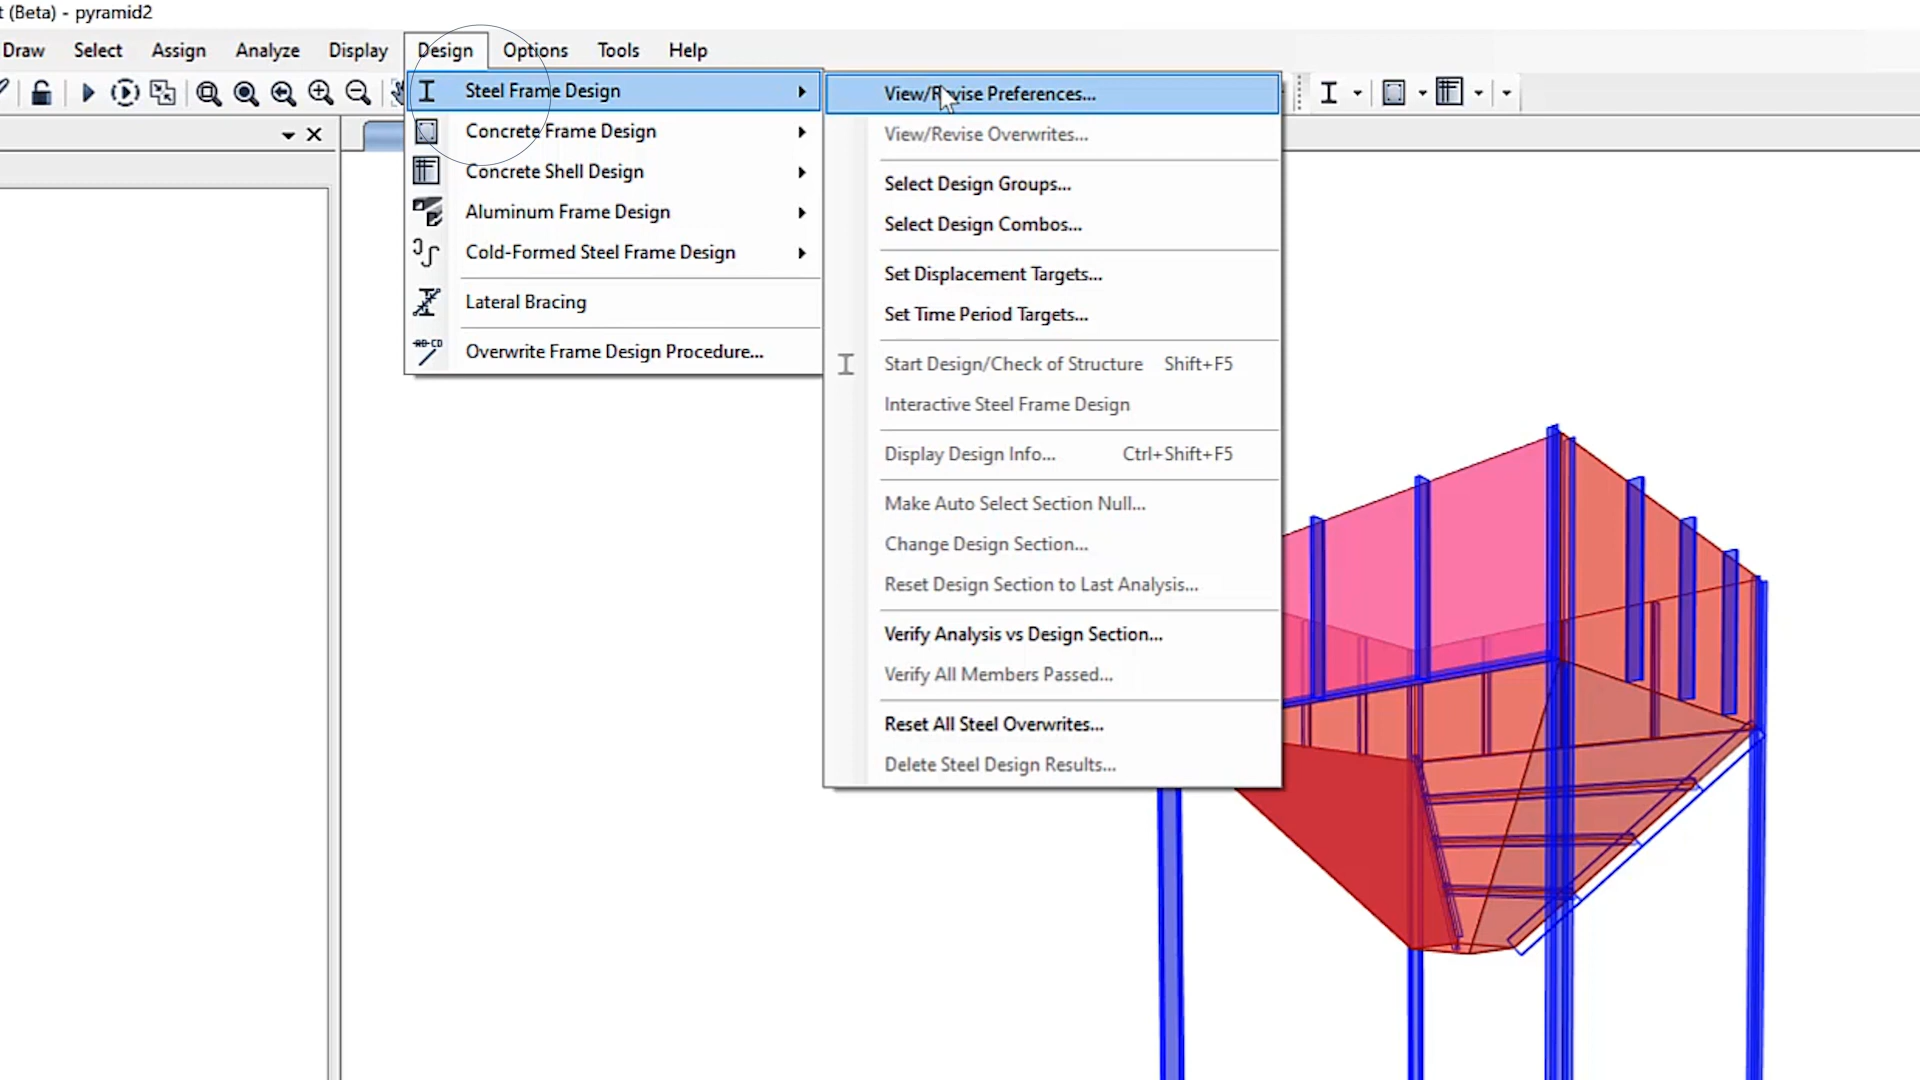 t (Beta) - pyramid2
Draw Select Assign Analyze Display Design Options Tools Help
Steel Frame Design
Concrete Frame Design
Concrete Shell Design
Aluminum Frame Design
Cold-Formed Steel Frame Design
Lateral Bracing
Overwrite Frame Design Procedure...
View/Revise Preferences...
View/Revise Overwrites...
Select Design Groups...
Select Design Combos...
Set Displacement Targets...
Set Time Period Targets...
Start Design/Check of Structure Shift+F5
Interactive Steel Frame Design
Display Design Info... Ctrl+Shift+F5
Make Auto Select Section Null...
Change Design Section...
Reset Design Section to Last Analysis...
Verify Analysis vs Design Section...
Verify All Members Passed...
Reset All Steel Overwrites...
Delete Steel Design Results...